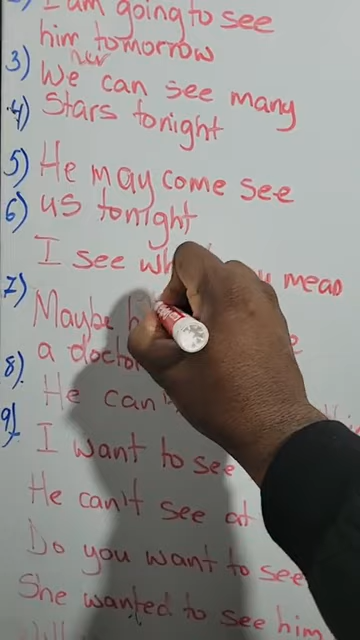 I am going to see
him tomorrow
her
3) We can see many
4) Stars tonight
5) He may come see
6) us tonight
I see mean
7) Maybe
a doctor
8) He can't
9) I want to see
He can't see at
Do you want to see
She wanted to see him